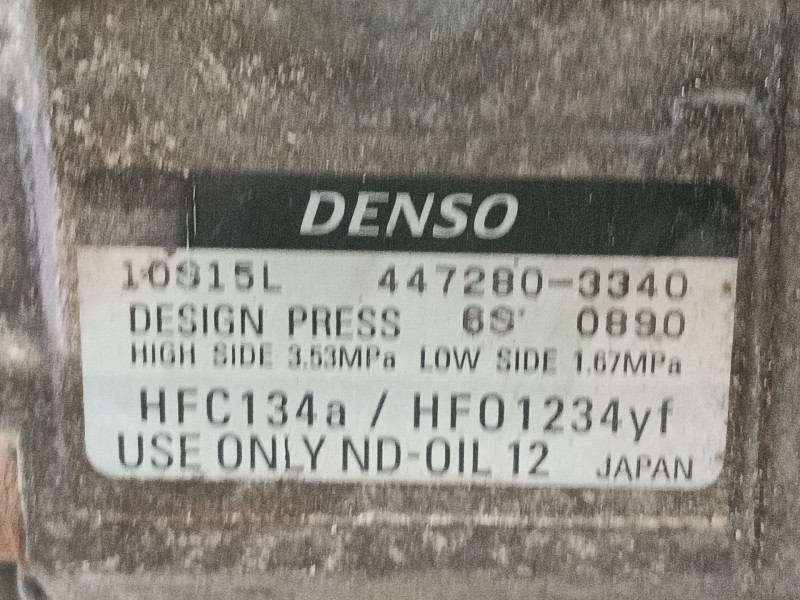 DENSO
10S15L 447280-3340
DESIGN PRESS 6S 0890
HIGH SIDE 3.53MPa LOW SIDE 1.67MPa
HFC134a / HFO1234yf
USE ONLY ND-OIL 12 JAPAN